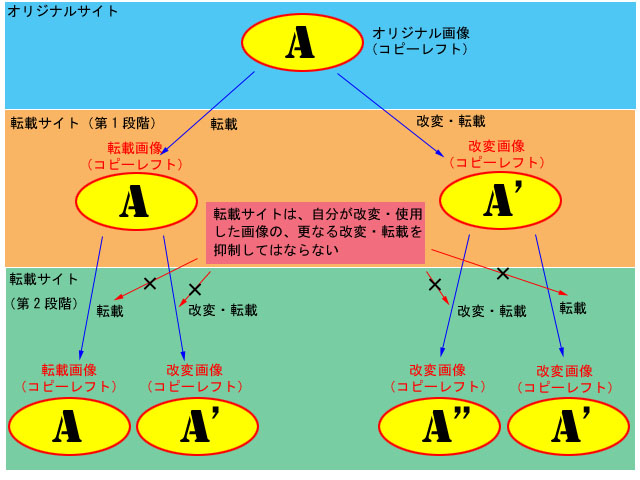 オリジナルサイト
A
オリジナル画像
（コピーレフト）
転載サイト（第１段階）
転載
改変・転載
転載画像
（コピーレフト）
A
改変画像
（コピーレフト）
A’
転載サイトは、自分が改変・使用
した画像の、更なる改変・転載を
抑制してはならない
転載サイト
（第２段階）
転載
改変・転載
改変・転載
転載
転載画像
（コピーレフト）
A
改変画像
（コピーレフト）
A’
改変画像
（コピーレフト）
A”
改変画像
（コピーレフト）
A’